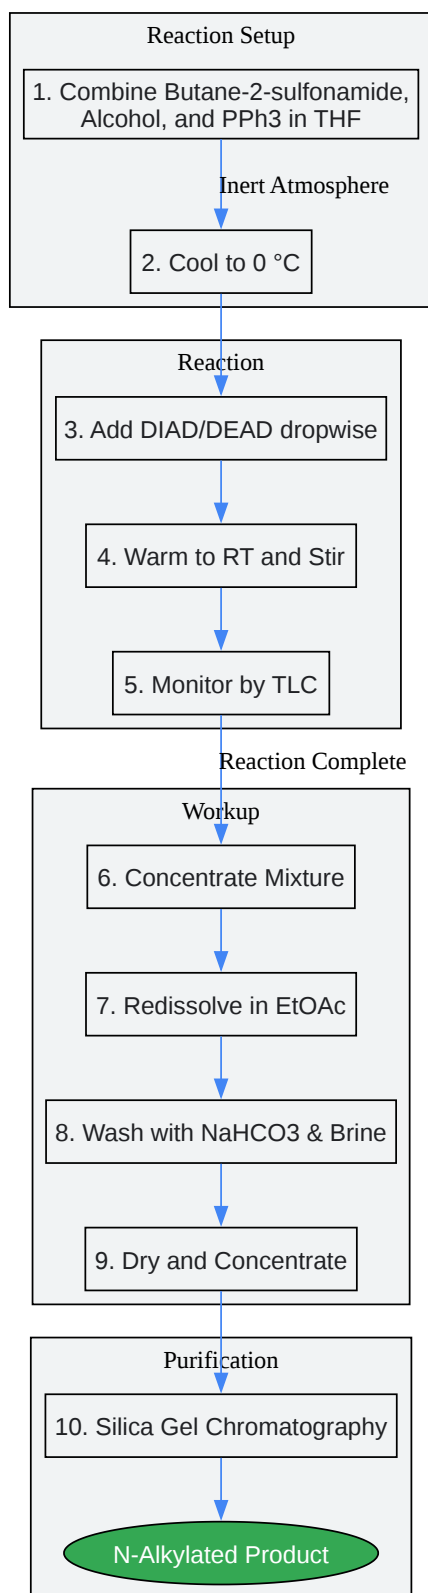 Reaction Setup
1. Combine Butane-2-sulfonamide,
Alcohol, and PPh3 in THF
Inert Atmosphere
2. Cool to 0 °C
Reaction
3. Add DIAD/DEAD dropwise
4. Warm to RT and Stir
5. Monitor by TLC
Reaction Complete
Workup
6. Concentrate Mixture
7. Redissolve in EtOAc
8. Wash with NaHCO3 & Brine
9. Dry and Concentrate
Purification
10. Silica Gel Chromatography
N-Alkylated Product